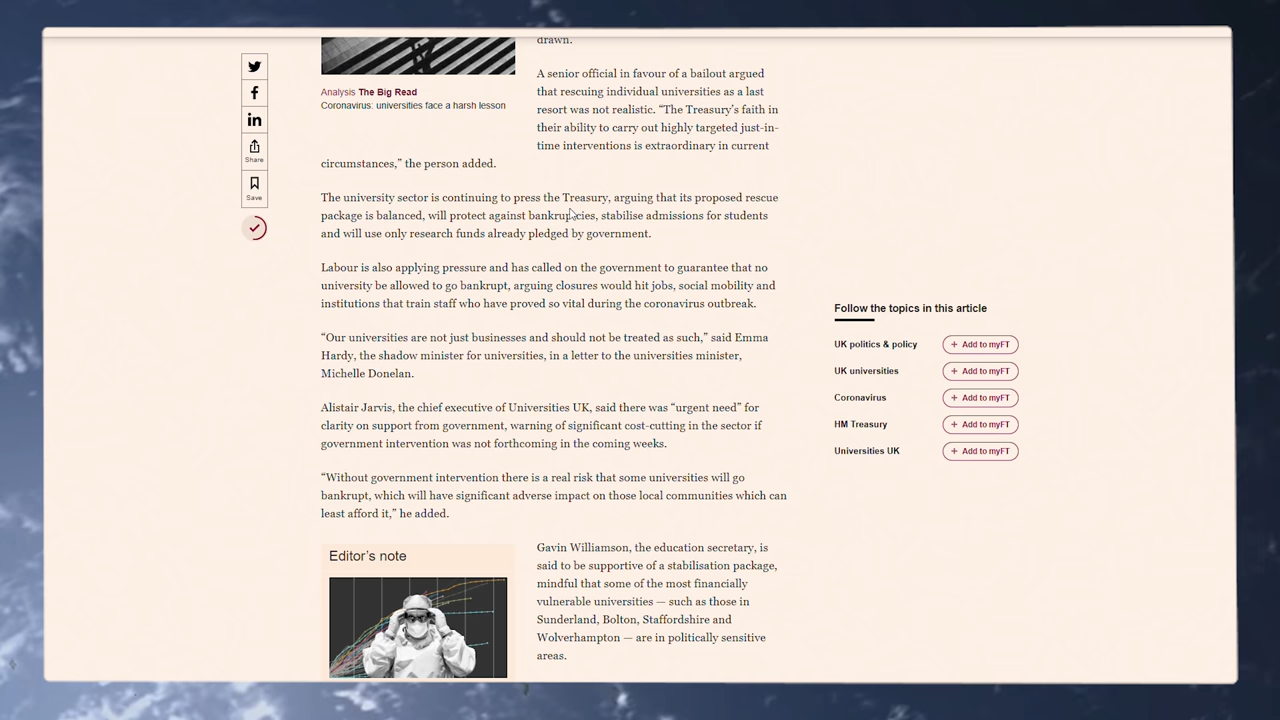 drawn.
A senior official in favour of a bailout argued
that rescuing individual universities as a last
resort was not realistic. “The Treasury’s faith in
their ability to carry out highly targeted just-in-
time interventions is extraordinary in current
circumstances,” the person added.
Analysis The Big Read
Coronavirus: universities face a harsh lesson
Share
Save
The university sector is continuing to press the Treasury, arguing that its proposed rescue
package is balanced, will protect against bankruptcies, stabilise admissions for students
and will use only research funds already pledged by government.
Labour is also applying pressure and has called on the government to guarantee that no
university be allowed to go bankrupt, arguing closures would hit jobs, social mobility and
institutions that train staff who have proved so vital during the coronavirus outbreak.
“Our universities are not just businesses and should not be treated as such,” said Emma
Hardy, the shadow minister for universities, in a letter to the universities minister,
Michelle Donelan.
Alistair Jarvis, the chief executive of Universities UK, said there was “urgent need” for
clarity on support from government, warning of significant cost-cutting in the sector if
government intervention was not forthcoming in the coming weeks.
“Without government intervention there is a real risk that some universities will go
bankrupt, which will have significant adverse impact on those local communities which can
least afford it,” he added.
Editor’s note
Gavin Williamson, the education secretary, is
said to be supportive of a stabilisation package,
mindful that some of the most financially
vulnerable universities — such as those in
Sunderland, Bolton, Staffordshire and
Wolverhampton — are in politically sensitive
areas.
Follow the topics in this article
UK politics & policy + Add to myFT
UK universities + Add to myFT
Coronavirus + Add to myFT
HM Treasury + Add to myFT
Universities UK + Add to myFT